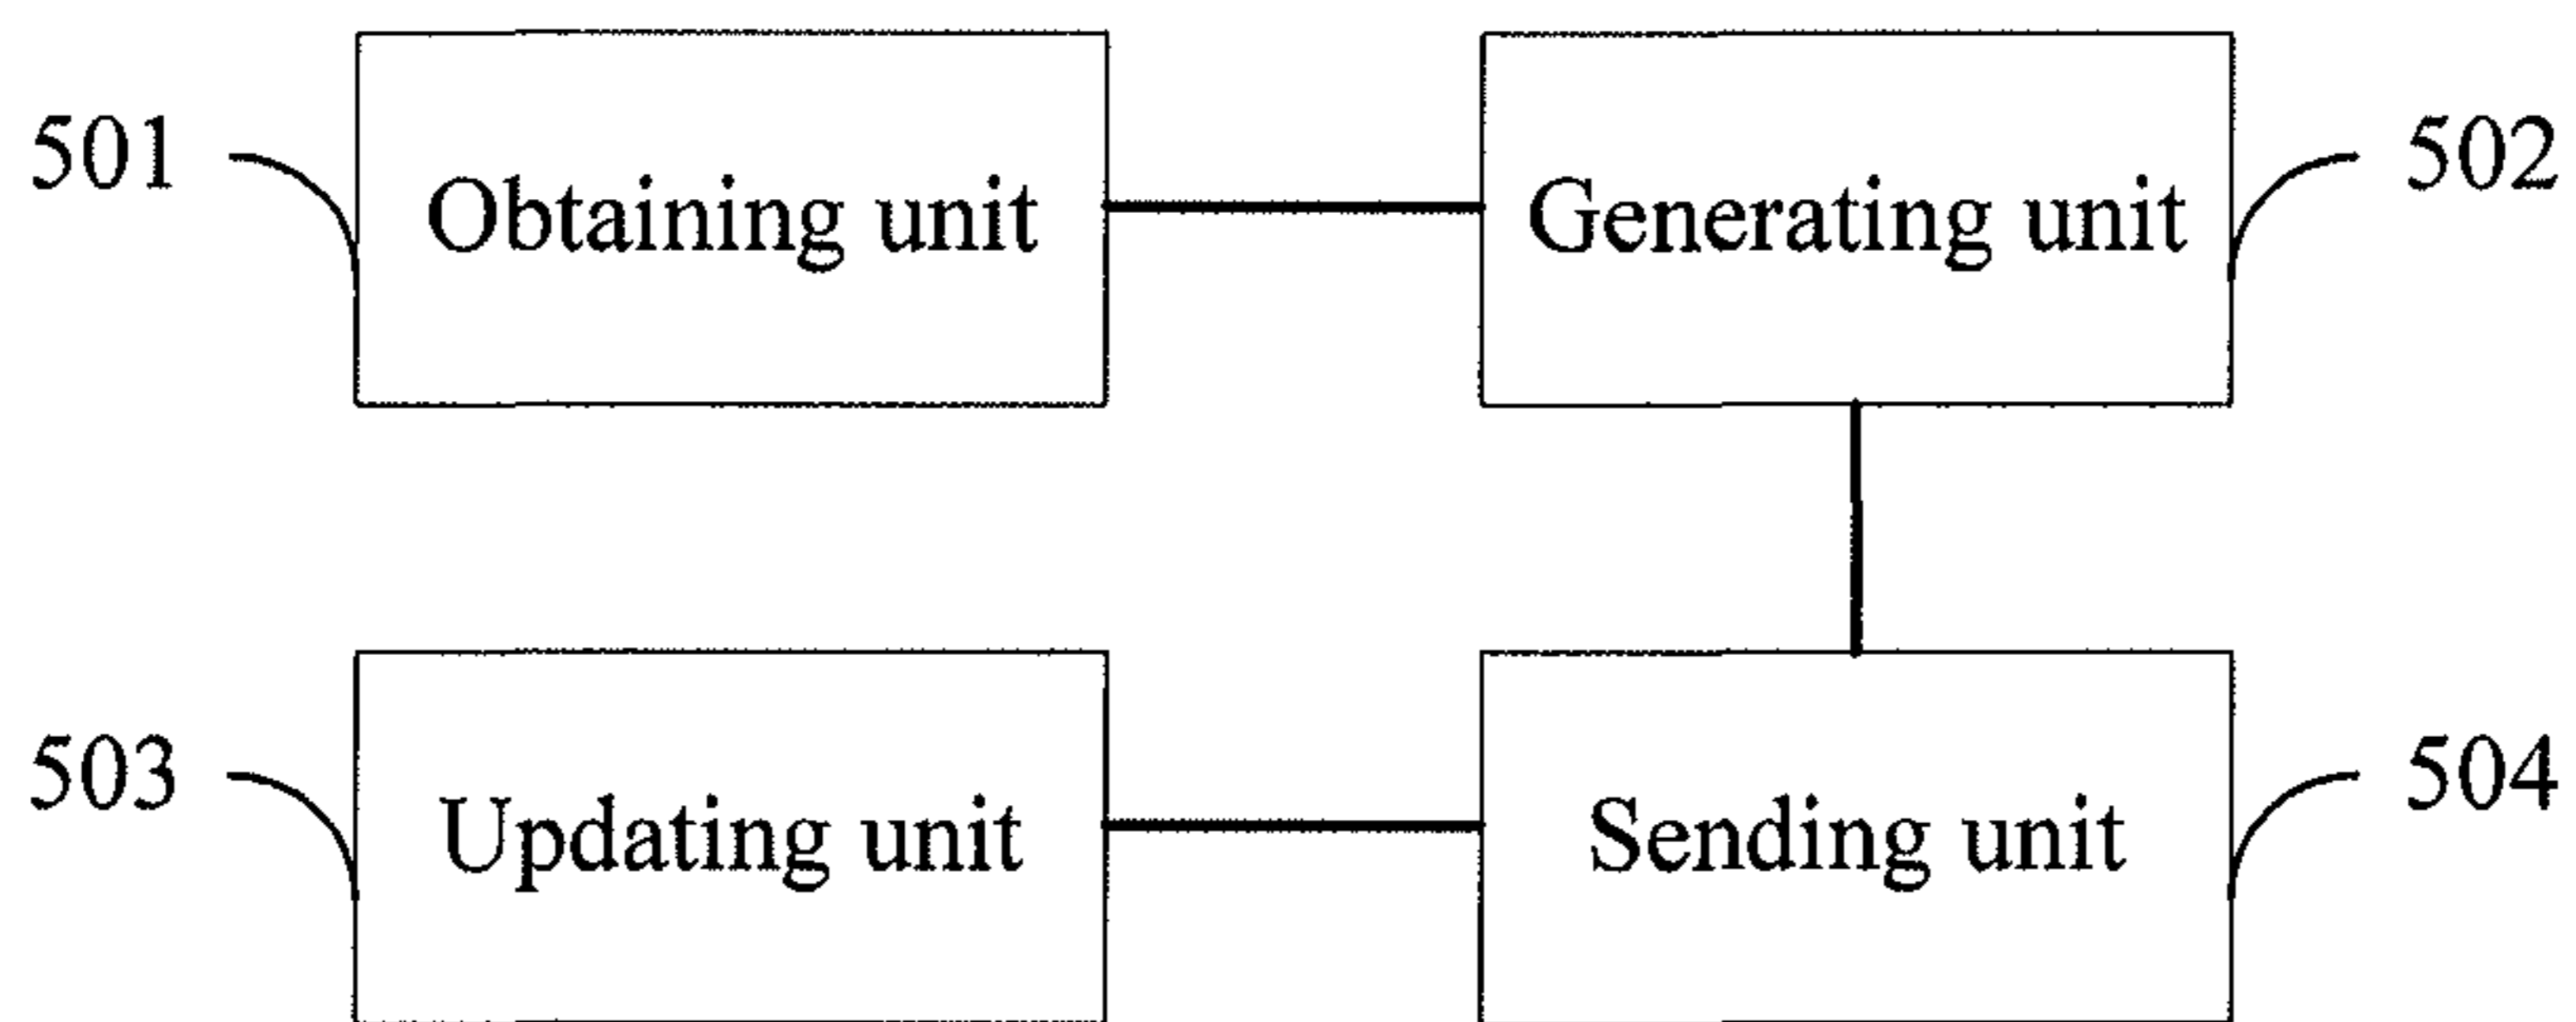 501
Obtaining unit
Generating unit
502
503
Updating unit
Sending unit
504